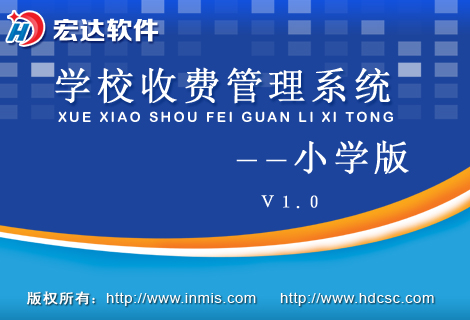 宏达软件
学校收费管理系统
XUE XIAO SHOU FEI GUAN LI XI TONG
——小学版
V 1.0
版权所有：http://www.inmis.com http://www.hdcsc.com